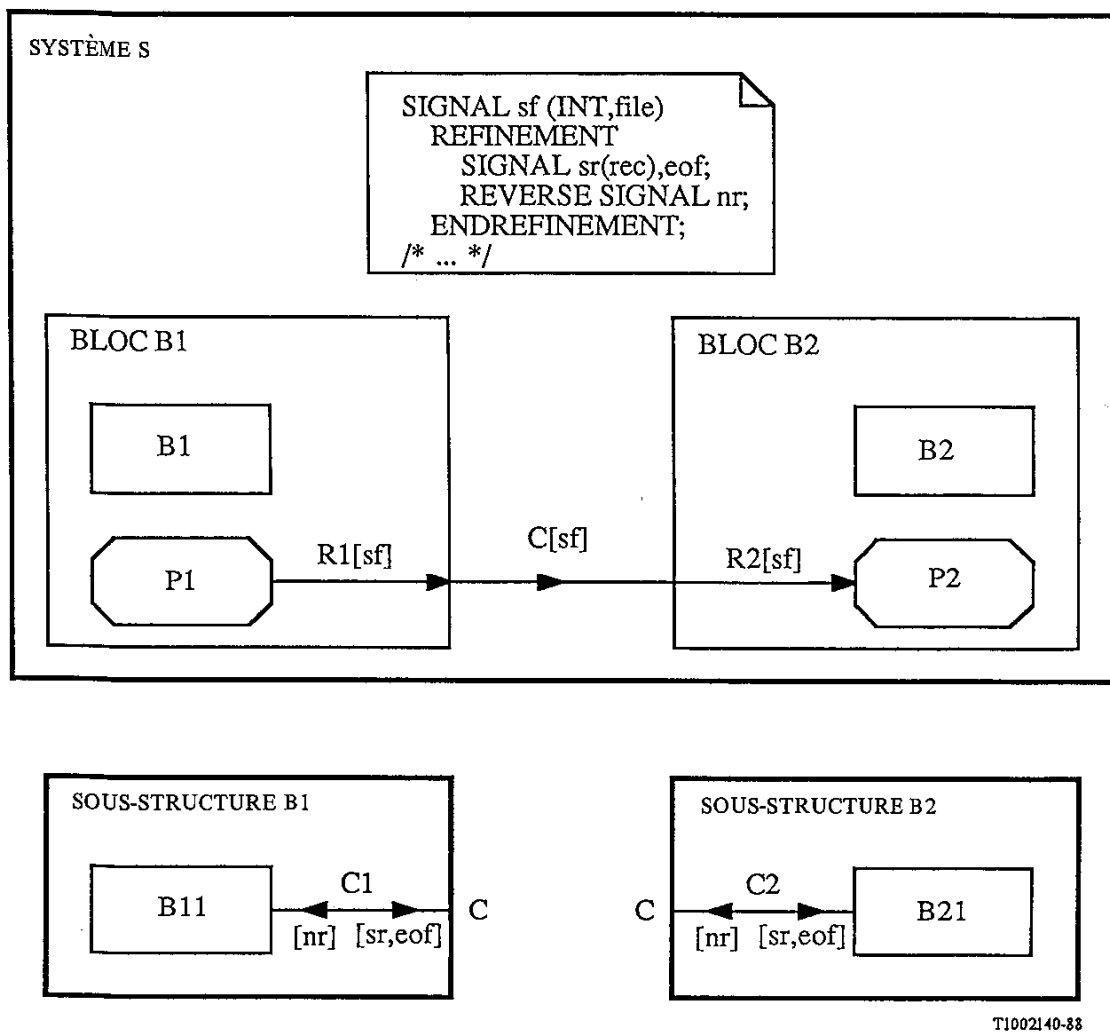 SYSTÈME S
SIGNAL sf (INT,file)
REFINEMENT
SIGNAL sr(rec),eof;
REVERSE SIGNAL nr;
ENDREFINEMENT;
/* ... */
BLOC B1
BLOC B2
B1
B2
P1
R1[sf]
C[sf]
R2[sf]
P2
SOUS-STRUCTURE B1
SOUS-STRUCTURE B2
B11
C1
[nr] [sr,eof]
C
C
C2
[nr] [sr,eof]
B21
T1002140-88